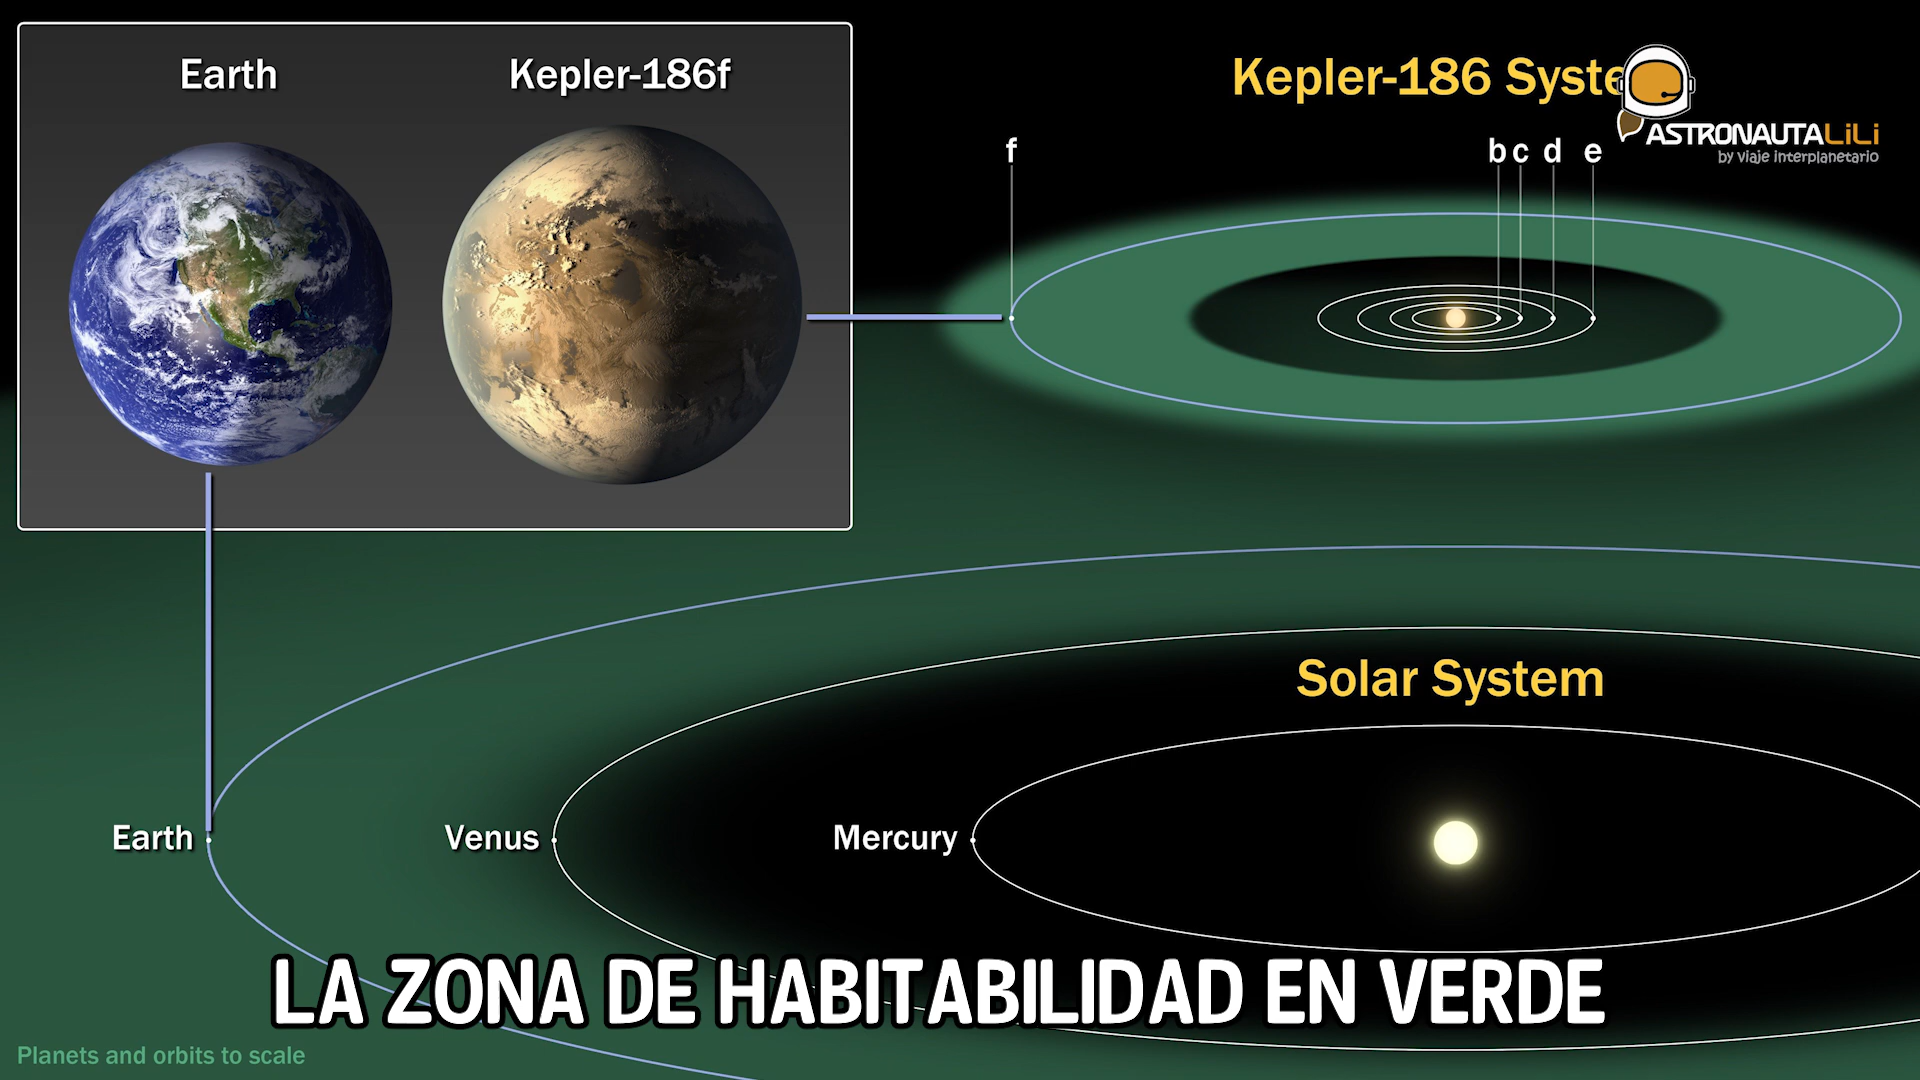 Earth
Kepler-186f
Kepler-186 Syste
ASTRONAUTALiLi
by viaje interplanetario
f
b c d e
Solar System
Earth
Venus
Mercury
LA ZONA DE HABITABILIDAD EN VERDE
Planets and orbits to scale